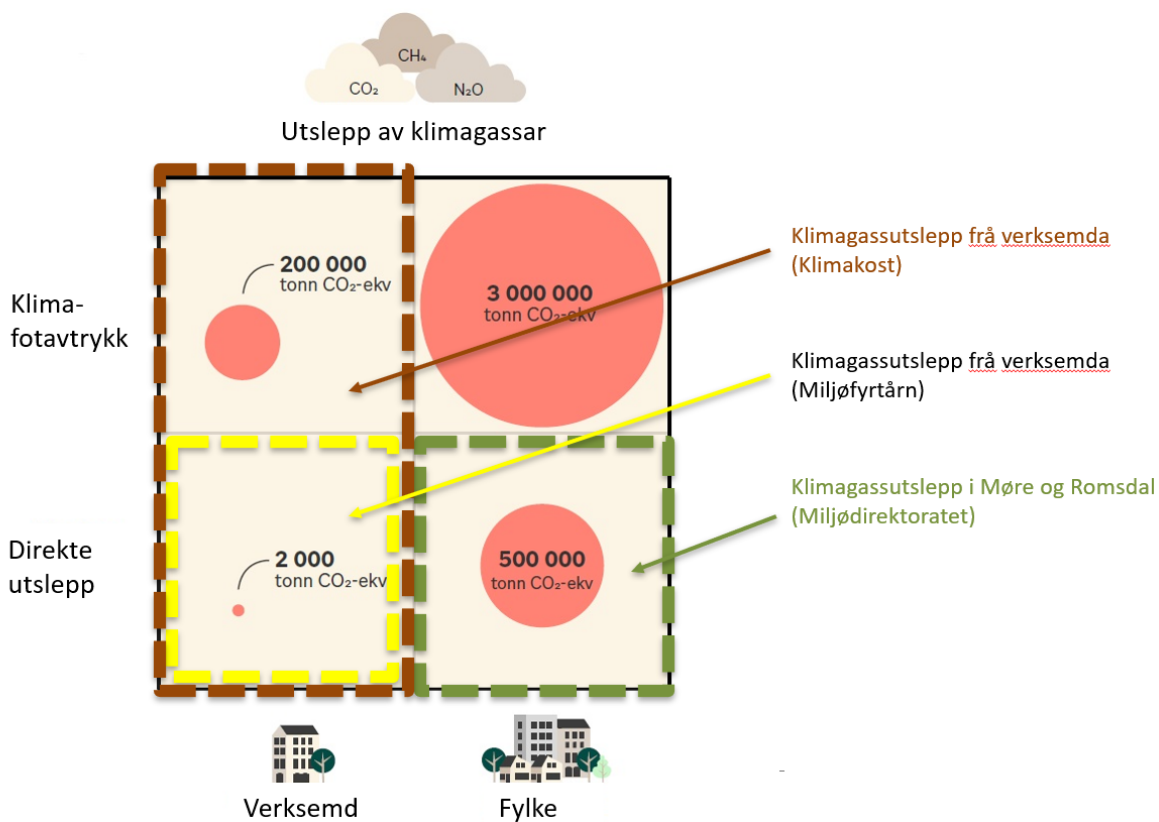 CH₄
CO₂
N₂O
Utslepp av klimagassar
Klima-
fotavtrykk
200 000
tonn CO₂-ekv
3 000 000
tonn CO₂-ekv
Klimagassutslepp frå verksemda
(Klimakost)
Klimagassutslepp frå verksemda
(Miljøfyrtårn)
Direkte
utslepp
2 000
tonn CO₂-ekv
500 000
tonn CO₂-ekv
Klimagassutslepp i Møre og Romsdal
(Miljødirektoratet)
Verksemd
Fylke